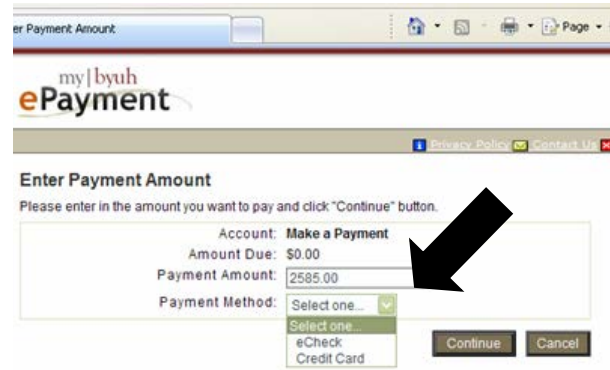 er Payment Amount
Page
my|byuh
ePayment
Privacy Policy Contact Us
Enter Payment Amount
Please enter in the amount you want to pay and click "Continue" button.
Account: Make a Payment
Amount Due: $0.00
Payment Amount: 2585.00
Payment Method: Select one...
Select one...
eCheck
Credit Card
Continue Cancel